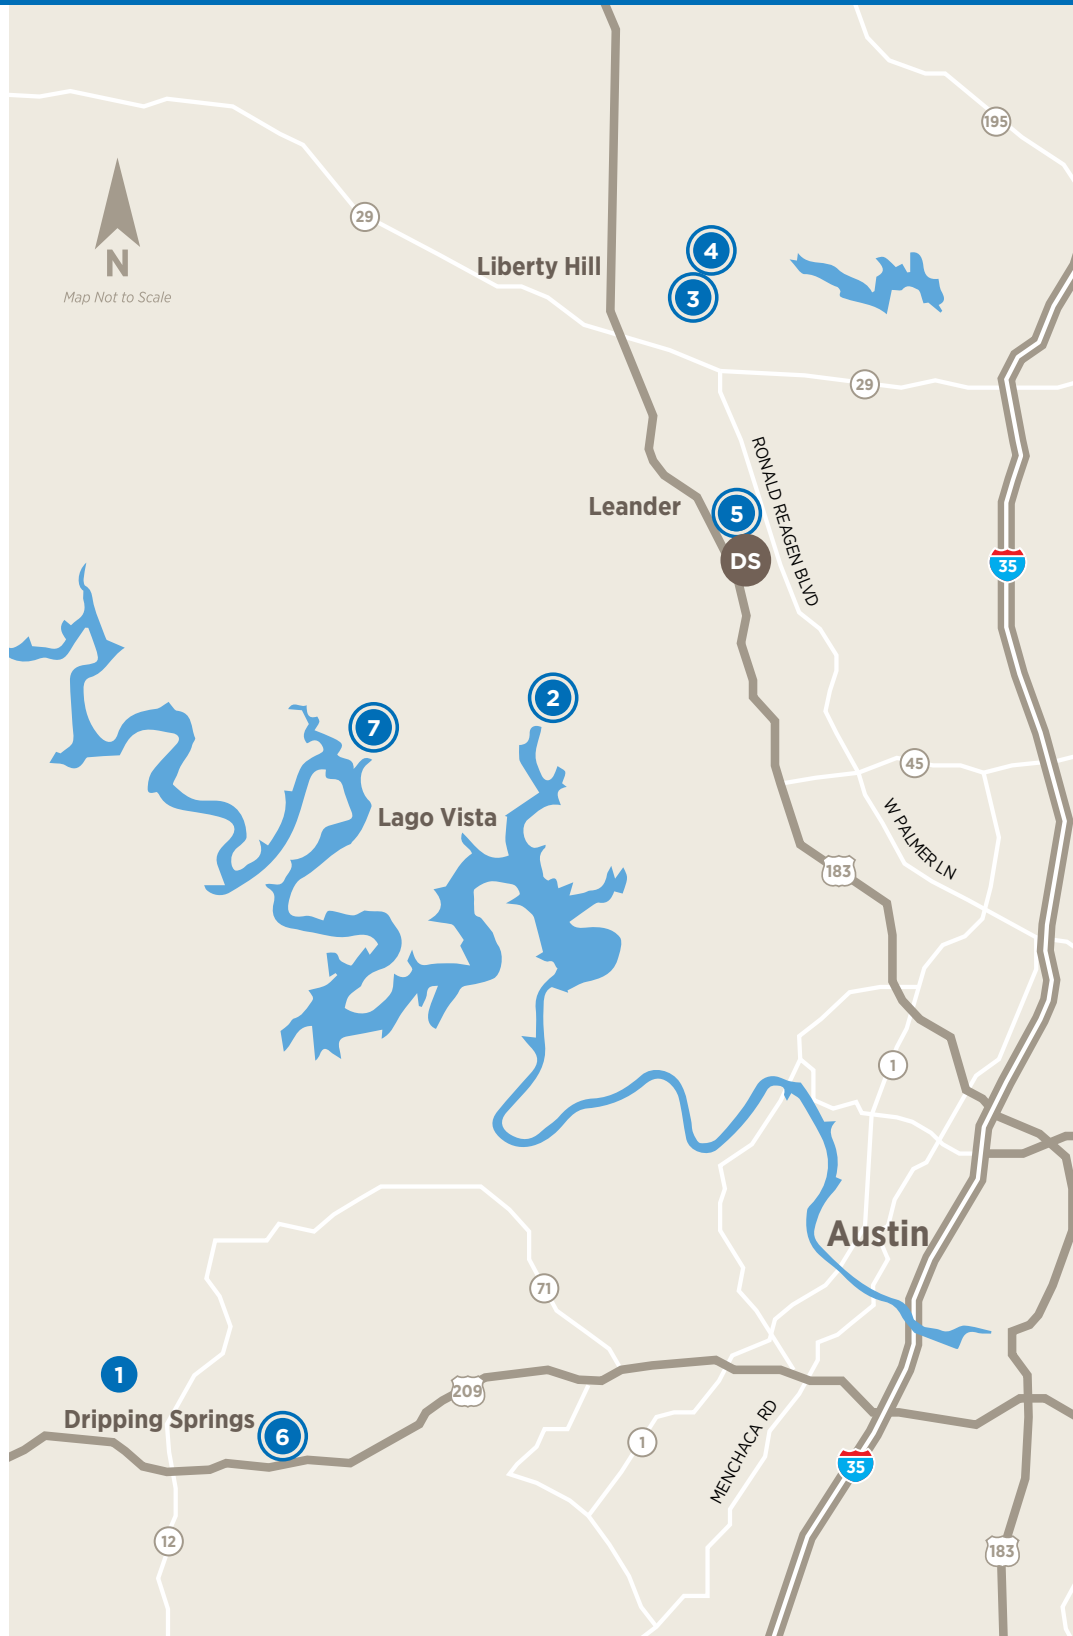 195
29
N
Map Not to Scale
Liberty Hill
4
3
29
RONALD REAGEN BLVD
Leander
5
DS
35
2
7
45
Lago Vista
W PALMER LN
183
1
Austin
71
1
209
Dripping Springs
6
MENCHACA RD
1
35
12
183